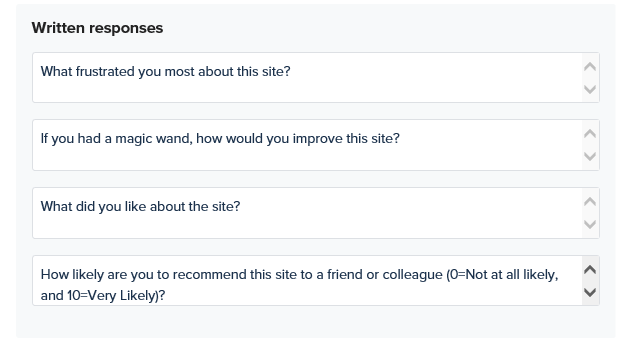 Written responses
What frustrated you most about this site?
If you had a magic wand, how would you improve this site?
What did you like about the site?
How likely are you to recommend this site to a friend or colleague (0=Not at all likely,
and 10=Very Likely)?